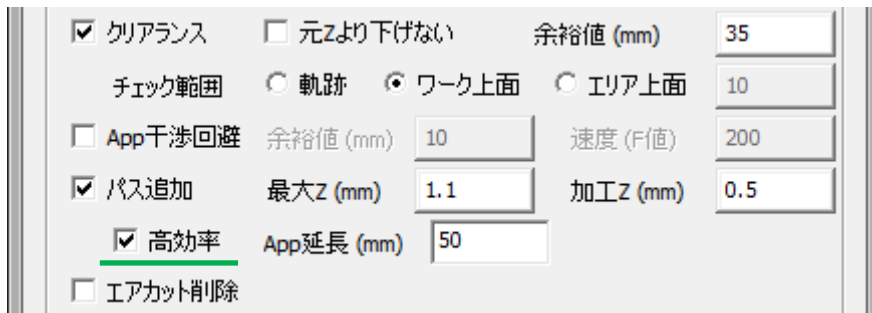 クリアランス 元Zより下げない 余裕値 (mm) 35
チェック範囲 軌跡 ワーク上面 エリア上面 10
App干渉回避 余裕値 (mm) 10 速度 (F値) 200
パス追加 最大Z (mm) 1.1 加工Z (mm) 0.5
高効率 App延長 (mm) 50
エアカット削除